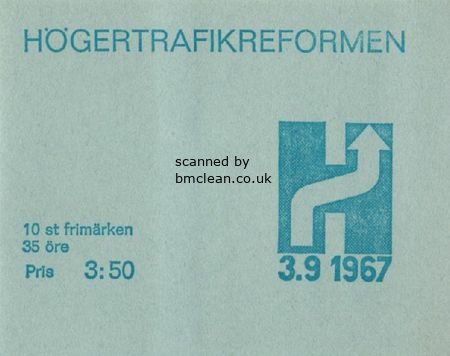 HÖGERTRAFIKREFORMEN
scanned by
bmclean.co.uk
10 st frimärken
35 öre
Pris 3:50
3.9 1967